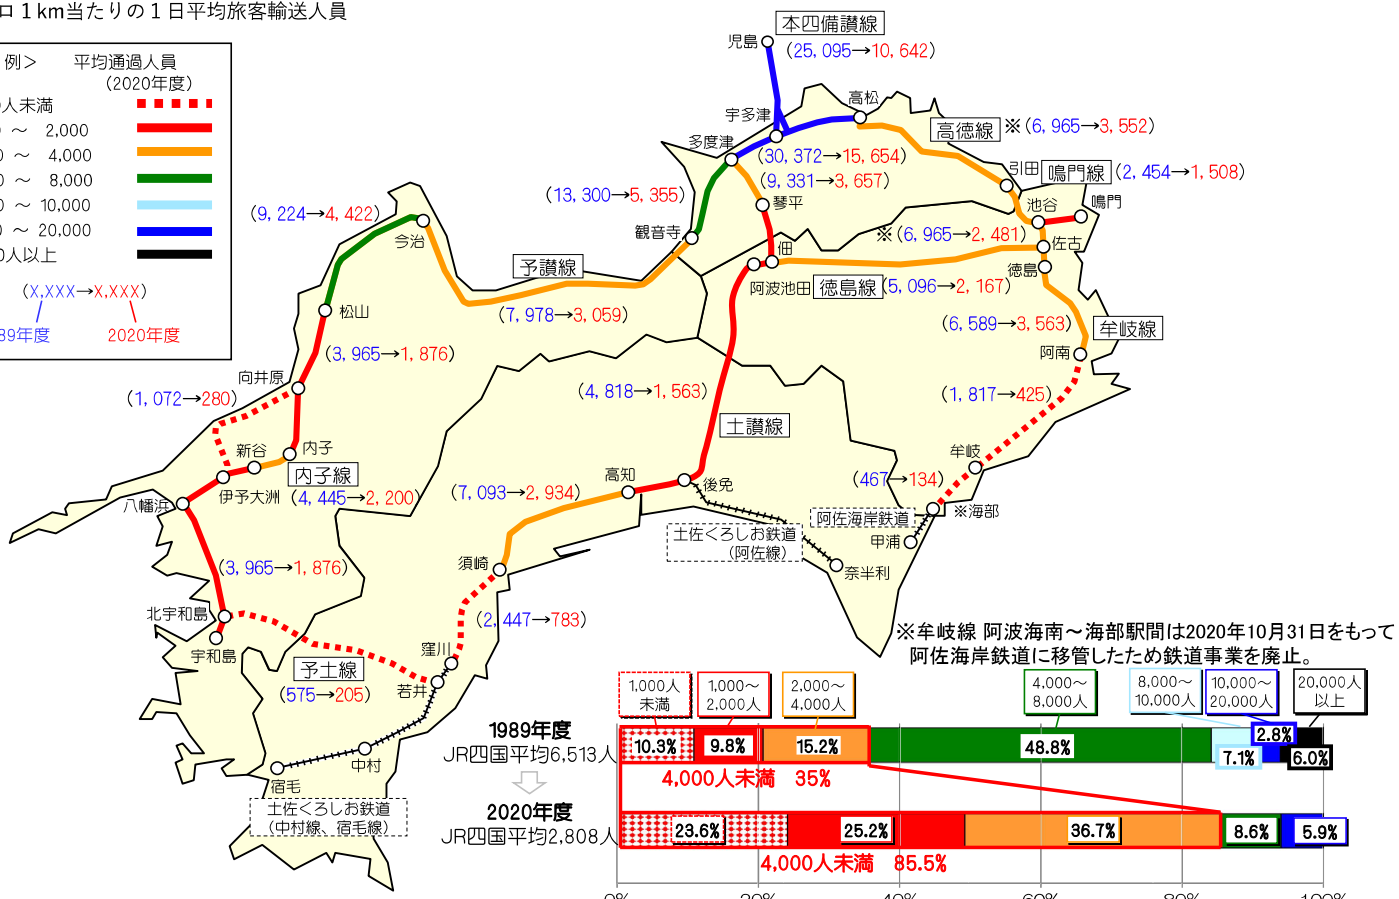 ロ１km当たりの１日平均旅客輸送人員
例＞ 平均通過人員
（2020年度）
人未満
～ 2,000
～ 4,000
～ 8,000
～ 10,000
～ 20,000
人以上
（X,XXX→X,XXX）
89年度 2020年度
本四備讃線
児島
（25,095→10,642）
宇多津
高松
高徳線
※（6,965→3,552）
多度津
（30,372→15,654）
（9,331→3,657）
引田
鳴門線
（2,454→1,508）
（13,300→5,355）
琴平
池谷
鳴門
（9,224→4,422）
今治
観音寺
※（6,965→2,481）
佃
佐古
徳島
予讃線
阿波池田
徳島線
（5,096→2,167）
松山
（7,978→3,059）
（6,589→3,563）
牟岐線
（3,965→1,876）
阿南
向井原
（1,072→280）
（4,818→1,563）
（1,817→425）
土讃線
新谷
内子
牟岐
内子線
伊予大洲
（4,445→2,200）
高知
後免
（467→134）
八幡浜
（7,093→2,934）
阿佐海岸鉄道
※海部
土佐くろしお鉄道
（阿佐線）
甲浦
奈半利
（3,965→1,876）
須崎
北宇和島
（2,447→783）
宇和島
窪川
予土線
（575→205）
若井
中村
宿毛
土佐くろしお鉄道
（中村線、宿毛線）
※牟岐線 阿波海南～海部駅間は2020年10月31日をもって
阿佐海岸鉄道に移管したため鉄道事業を廃止。
1,000人
未満
1,000～
2,000人
2,000～
4,000人
4,000～
8,000人
8,000～
10,000人
10,000～
20,000人
20,000人
以上
1989年度
JR四国平均6,513人
10.3%
9.8%
15.2%
48.8%
7.1%
2.8%
6.0%
4,000人未満 35%
2020年度
JR四国平均2,808人
23.6%
25.2%
36.7%
8.6%
5.9%
4,000人未満 85.5%
0% 20% 40% 60% 80% 100%